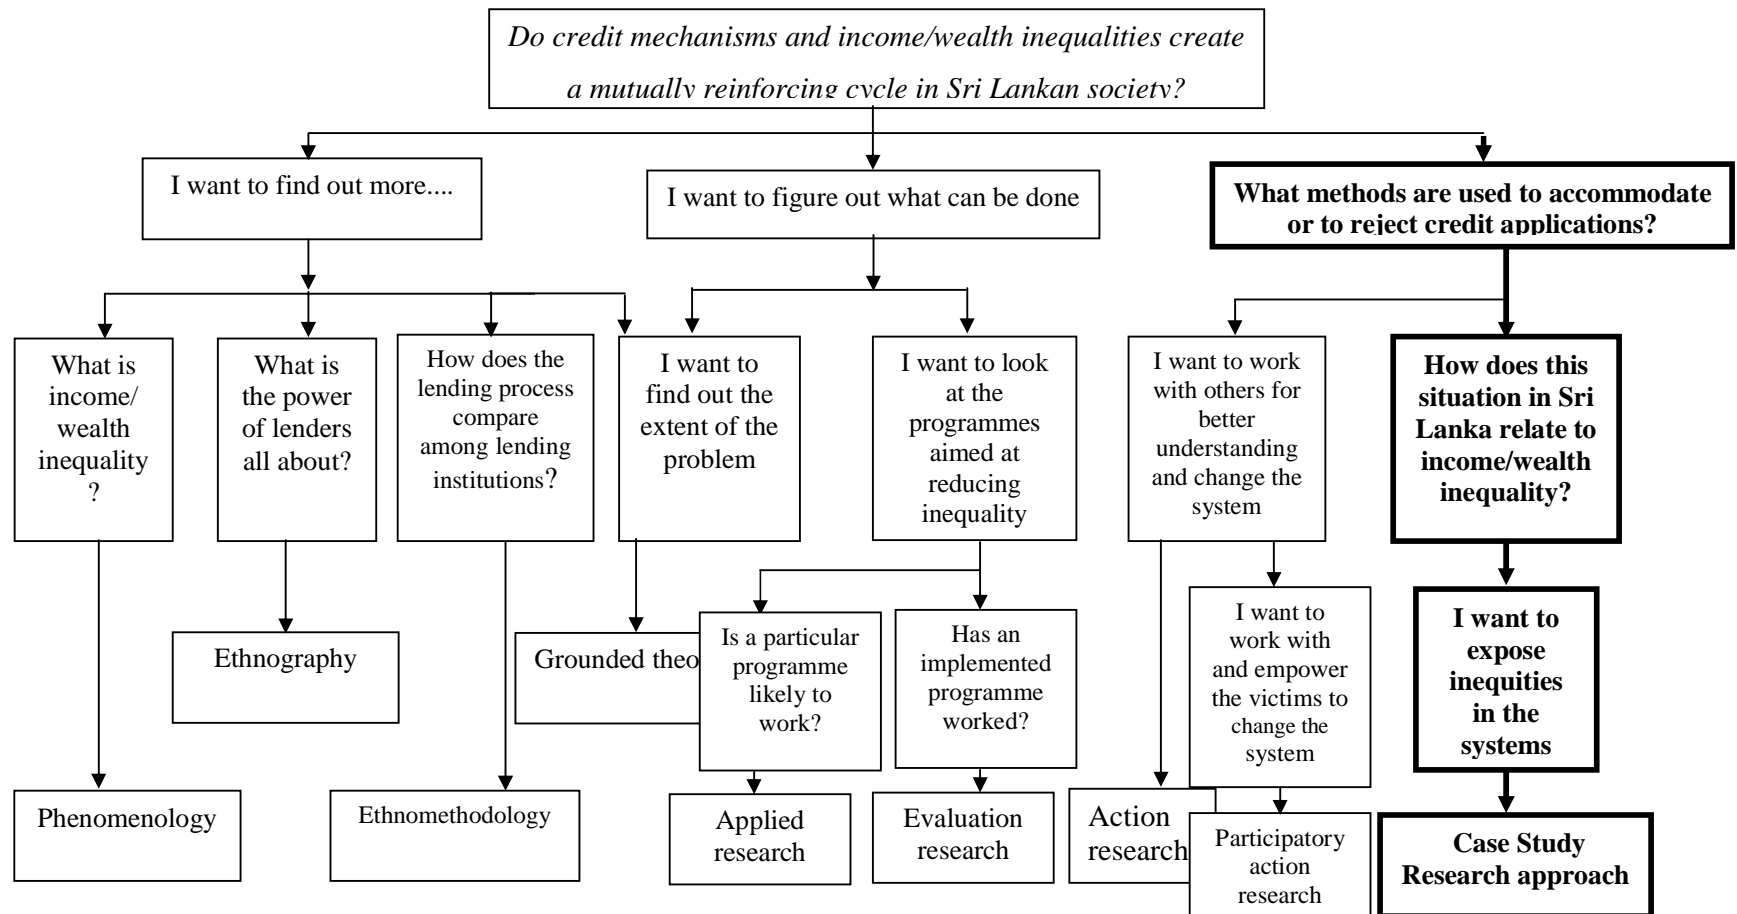 Do credit mechanisms and income/wealth inequalities create
a mutually reinforcing cycle in Sri Lankan society?
I want to find out more....
I want to figure out what can be done
What methods are used to accommodate
or to reject credit applications?
What is
income/
wealth
inequality
?
What is
the power
of lenders
all about?
How does the
lending process
compare
among lending
institutions?
I want to
find out the
extent of the
problem
I want to look
at the
programmes
aimed at
reducing
inequality
I want to work
with others for
better
understanding
and change the
system
How does this
situation in Sri
Lanka relate to
income/wealth
inequality?
Ethnography
Grounded theo
Is a particular
programme
likely to
work?
Has an
implemented
programme
worked?
I want to
work with
and empower
the victims to
change the
system
I want to
expose
inequities
in the
systems
Phenomenology
Ethnomethodology
Applied
research
Evaluation
research
Action
research
Participatory
action
research
Case Study
Research approach